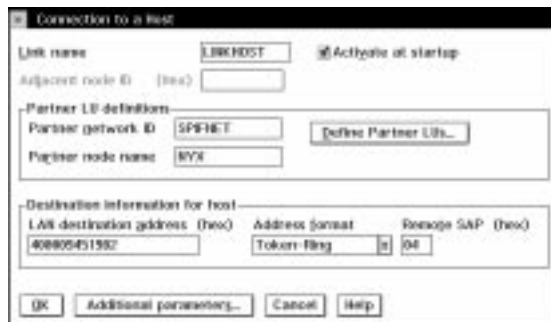 Connection to a Host
Link name LINKHOST Activate at startup
Adjacent node ID (hex)
Partner LU definitions
Partner network ID SPIFNET Define Partner LUs...
Partner node name NYX
Destination information for host
LAN destination address (hex) Address format Remote SAP (hex)
Token-Ring 04
OK Additional parameters... Cancel Help